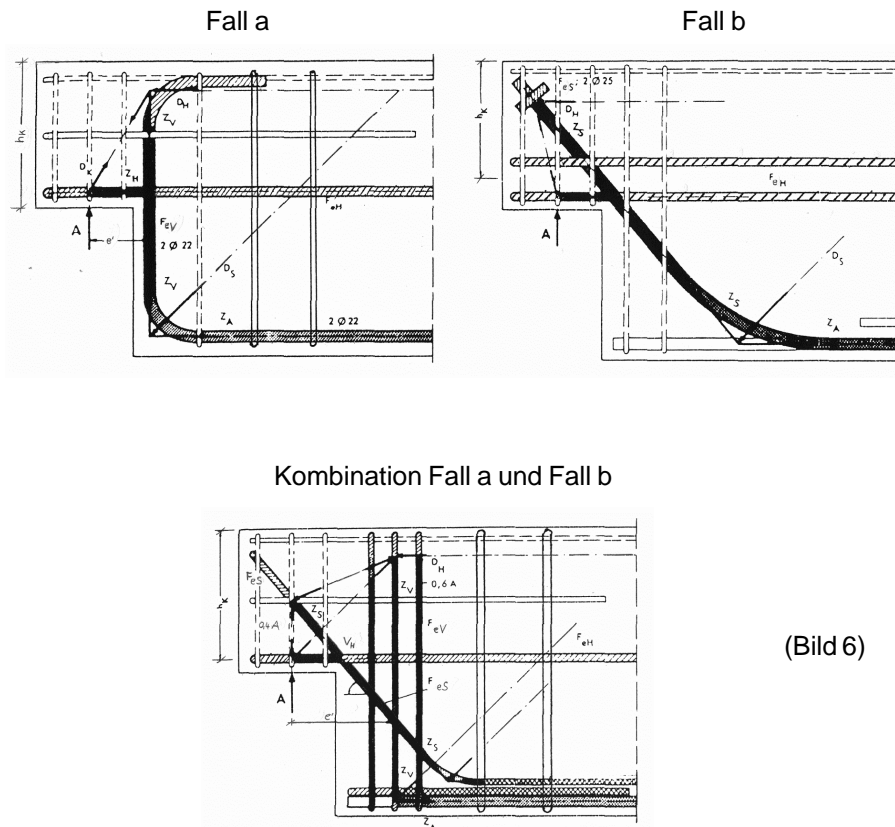 Fall a
h_K
D_H
Z_V
D_K
Z_H
A
e'
F_eH
F_eV
2 Ø 22
Z_V
D_S
Z_A
2 Ø 22
Fall b
h_K
F_eS: 2 Ø 25
D_H
Z_S
F_eH
A
D_S
Z_S
Z_A
Kombination Fall a und Fall b
h_K
F_eS
D_H
Z_V
0,6 A
Z_S
0,4 A
V_H
F_eV
F_eH
A
F_eS
e'
Z_S
Z_V
(Bild 6)